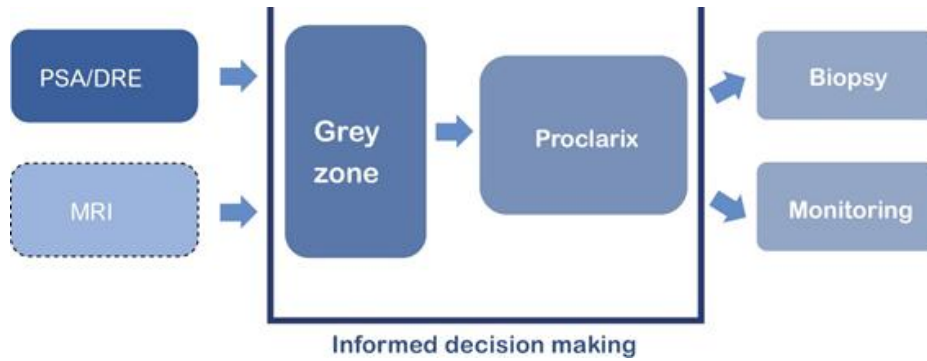 PSA/DRE
MRI
Grey
zone
Proclarix
Biopsy
Monitoring
Informed decision making